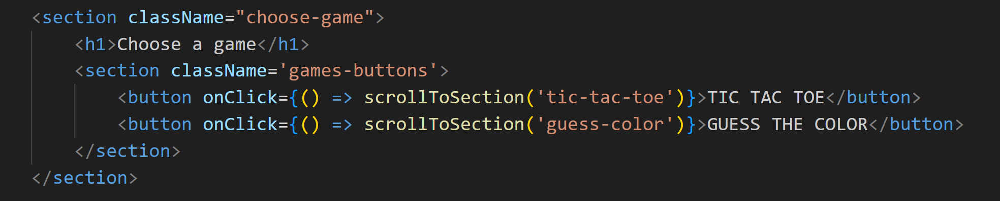 <section className="choose-game">
<h1>Choose a game</h1>
<section className='games-buttons'>
<button onClick={() => scrollToSection('tic-tac-toe')}>TIC TAC TOE</button>
<button onClick={() => scrollToSection('guess-color')}>GUESS THE COLOR</button>
</section>
</section>